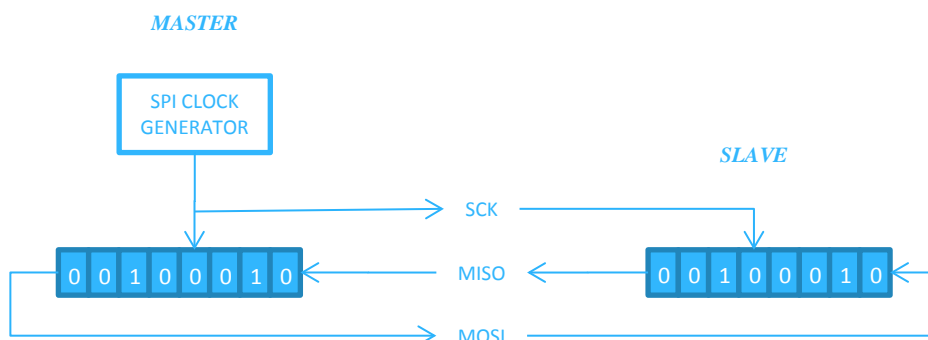 MASTER
SPI CLOCK
GENERATOR
SLAVE
SCK
0 0 1 0 0 0 1 0
MISO
0 0 1 0 0 0 1 0
MOSI